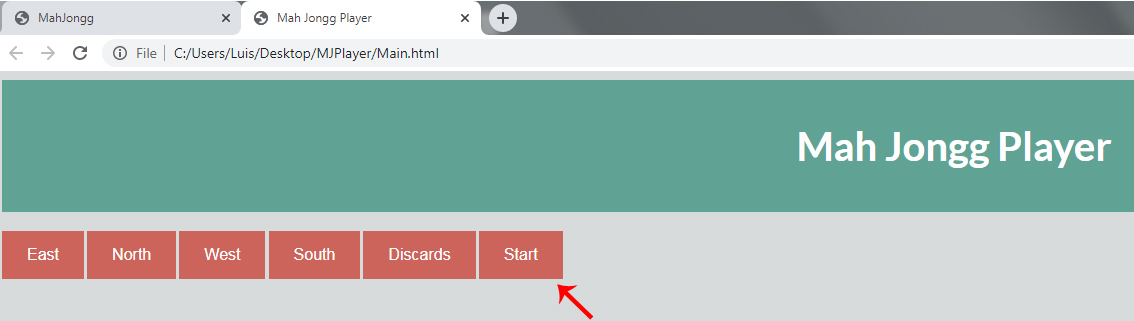 MahJongg Mah Jongg Player
File C:/Users/Luis/Desktop/MJPlayer/Main.html
Mah Jongg Player
East North West South Discards Start